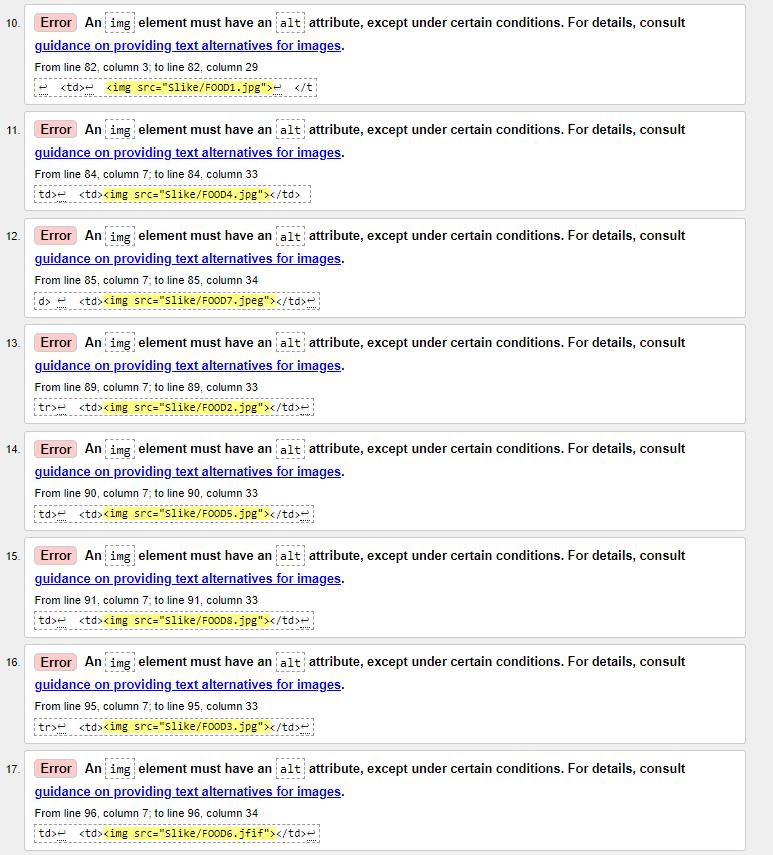 10. Error An img element must have an alt attribute, except under certain conditions. For details, consult
guidance on providing text alternatives for images.
From line 82, column 3; to line 82, column 29
↩ <td>↩ <img src="Slike/FOOD1.jpg">↩ </t
11. Error An img element must have an alt attribute, except under certain conditions. For details, consult
guidance on providing text alternatives for images.
From line 84, column 7; to line 84, column 33
td>↩ <td><img src="Slike/FOOD4.jpg"></td>
12. Error An img element must have an alt attribute, except under certain conditions. For details, consult
guidance on providing text alternatives for images.
From line 85, column 7; to line 85, column 34
d> ↩ <td><img src="Slike/FOOD7.jpeg"></td>↩
13. Error An img element must have an alt attribute, except under certain conditions. For details, consult
guidance on providing text alternatives for images.
From line 89, column 7; to line 89, column 33
tr>↩ <td><img src="Slike/FOOD2.jpg"></td>↩
14. Error An img element must have an alt attribute, except under certain conditions. For details, consult
guidance on providing text alternatives for images.
From line 90, column 7; to line 90, column 33
td>↩ <td><img src="Slike/FOOD5.jpg"></td>↩
15. Error An img element must have an alt attribute, except under certain conditions. For details, consult
guidance on providing text alternatives for images.
From line 91, column 7; to line 91, column 33
td>↩ <td><img src="Slike/FOOD8.jpg"></td>↩
16. Error An img element must have an alt attribute, except under certain conditions. For details, consult
guidance on providing text alternatives for images.
From line 95, column 7; to line 95, column 33
tr>↩ <td><img src="Slike/FOOD3.jpg"></td>↩
17. Error An img element must have an alt attribute, except under certain conditions. For details, consult
guidance on providing text alternatives for images.
From line 96, column 7; to line 96, column 34
td>↩ <td><img src="Slike/FOOD6.jfif"></td>↩